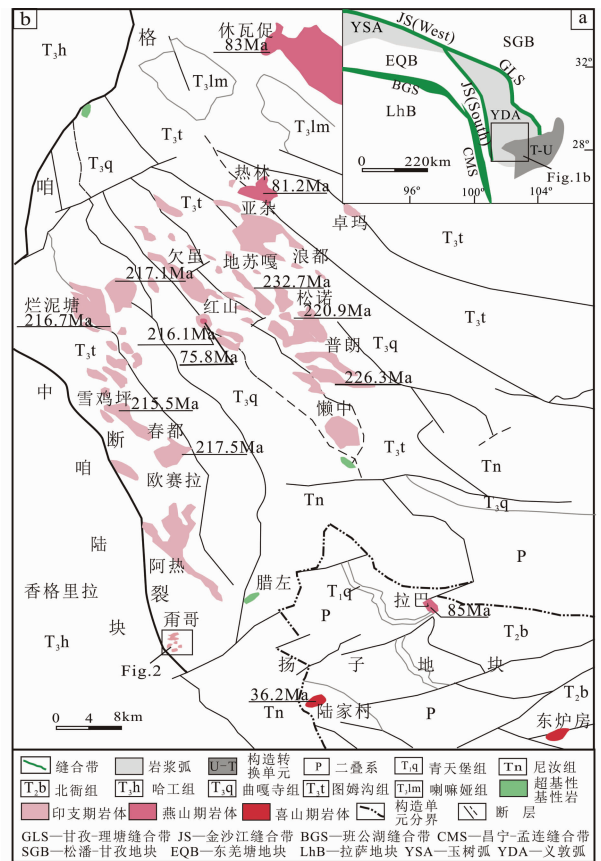 b
a
休瓦促
83Ma
T3h
格
T3lm
T3lm
T3t
T3q
咱
JS(West)
YSA
SGB
GLS
32°
EQB
BGS
JS(South)
LhB
YDA
T-U
28°
CMS
Fig.1b
0 220km
96°
100°
104°
热林
81.2Ma
亚杂
卓玛
T3t
T3t
欠虽
地苏嘎
浪都
217.1Ma
232.7Ma
松诺
烂泥塘
216.7Ma
红山
220.9Ma
T3t
216.1Ma
普朗
T3t
75.8Ma
T3q
226.3Ma
中
雪鸡坪
215.5Ma
T3q
懒中
断
春都
217.5Ma
T3t
Tn
咱
欧赛拉
Tn
T3q
陆
阿热
P
香格里拉
裂
腊左
T1q
拉巴
P
85Ma
块
甭哥
T2b
T3h
扬 子 地 块
Fig.2
36.2Ma
T2b
0 4 8km
Tn
陆家村
P
东炉房
缝合带
岩浆弧
U-T
构造转换单元
P
二叠系
T1q
青天堡组
Tn
尼汝组
T2b
北衙组
T3h
哈工组
T3q
曲嘎寺组
T3t
图姆沟组
T3lm
喇嘛娅组
超基性基性岩
印支期岩体
燕山期岩体
喜山期岩体
构造单元分界
断 层
GLS—甘孜-理塘缝合带 JS—金沙江缝合带 BGS—班公湖缝合带 CMS—昌宁-孟连缝合带
SGB—松潘-甘孜地块 EQB—东羌塘地块 LhB—拉萨地块 YSA—玉树弧 YDA—义敦弧